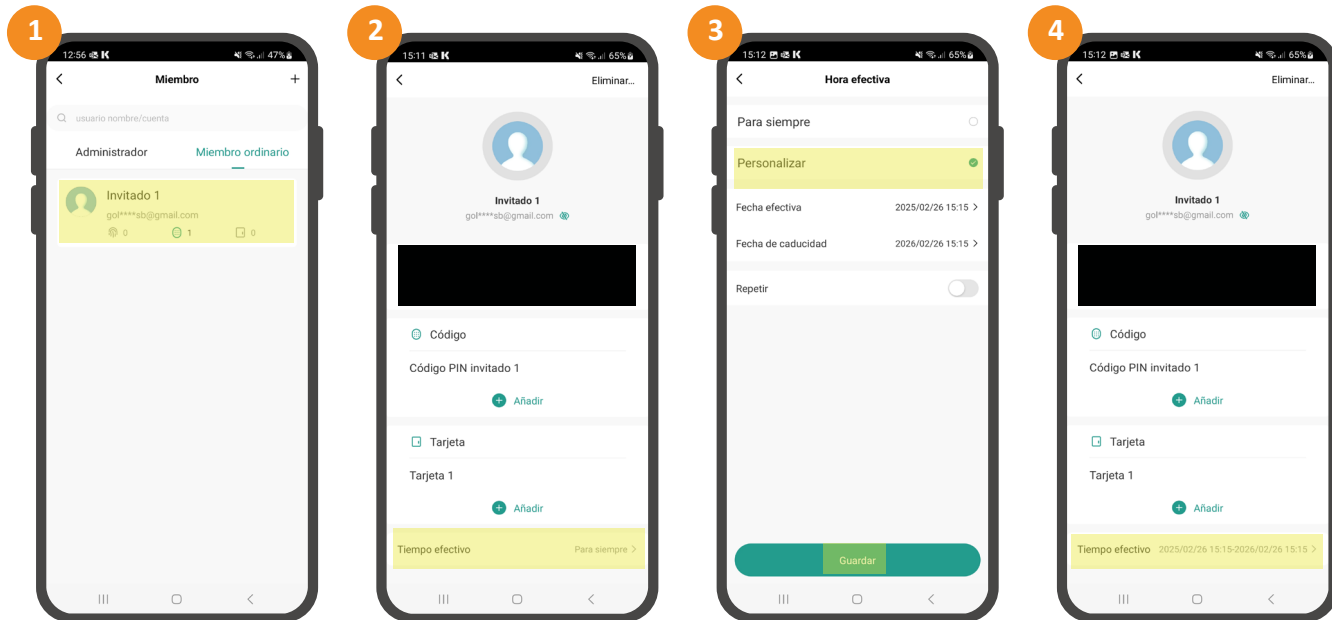 1
12:56
K
47%
Miembro
+
usuario nombre/cuenta
Administrador
Miembro ordinario
Invitado 1
gol****sb@gmail.com
0
1
0
2
15:11
K
65%
Eliminar...
Invitado 1
gol****sb@gmail.com
Código
Código PIN invitado 1
Añadir
Tarjeta
Tarjeta 1
Añadir
Tiempo efectivo
Para siempre >
3
15:12
K
65%
Hora efectiva
Para siempre
Personalizar
Fecha efectiva
2025/02/26 15:15 >
Fecha de caducidad
2026/02/26 15:15 >
Repetir
Guardar
4
15:12
K
65%
Eliminar...
Invitado 1
gol****sb@gmail.com
Código
Código PIN invitado 1
Añadir
Tarjeta
Tarjeta 1
Añadir
Tiempo efectivo
2025/02/26 15:15-2026/02/26 15:15 >